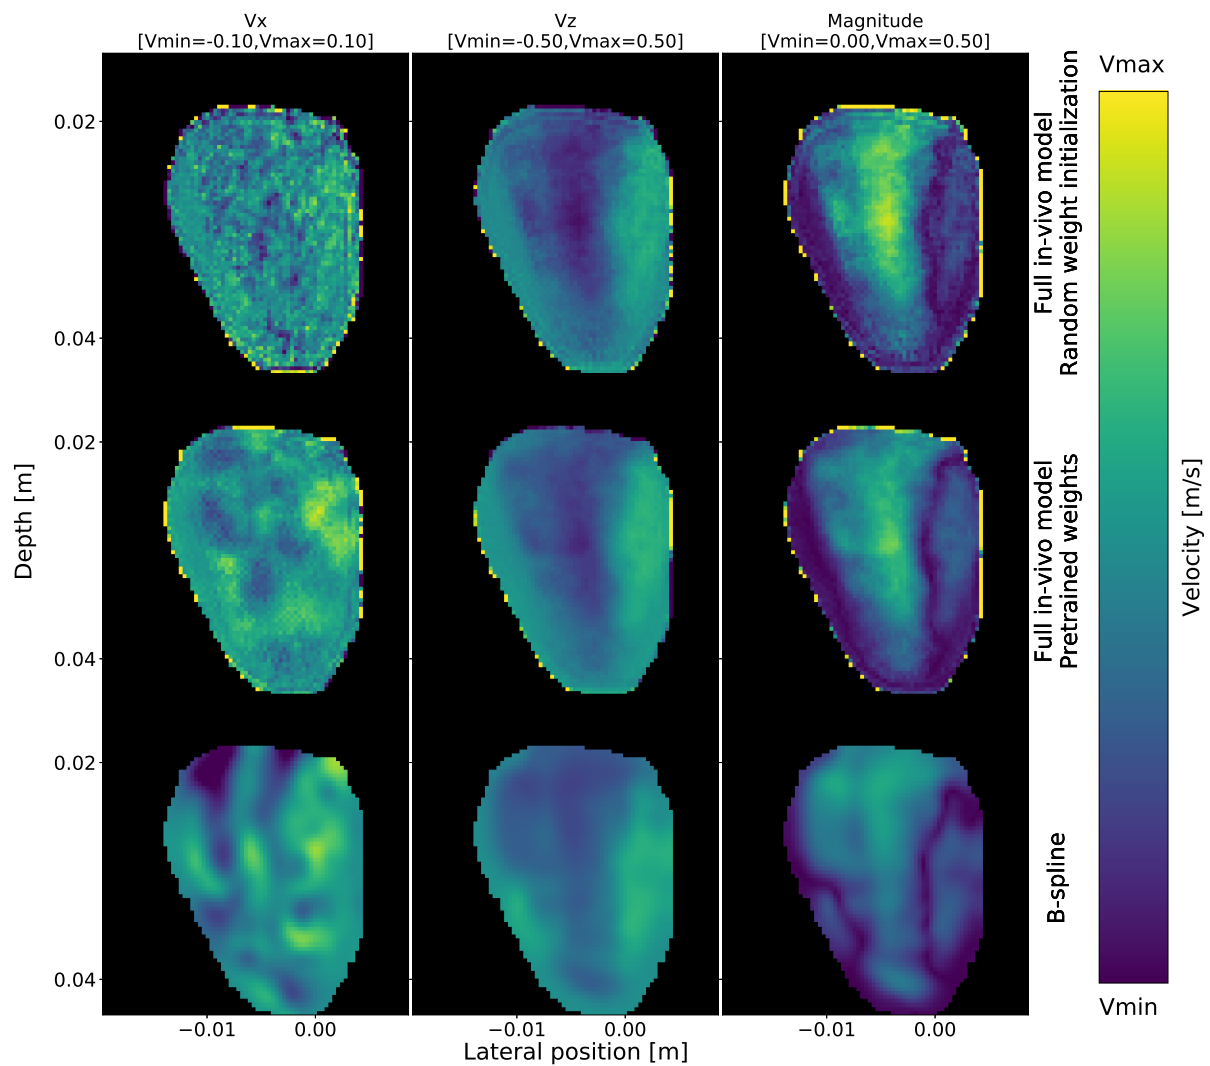 Vx
[Vmin=-0.10,Vmax=0.10]
Vz
[Vmin=-0.50,Vmax=0.50]
Magnitude
[Vmin=0.00,Vmax=0.50]
0.02
0.04
Full in-vivo model
Random weight initialization
0.02
0.04
Full in-vivo model
Pretrained weights
0.02
0.04
B-spline
Depth [m]
−0.01
0.00
−0.01
0.00
−0.01
0.00
Lateral position [m]
Vmax
Velocity [m/s]
Vmin